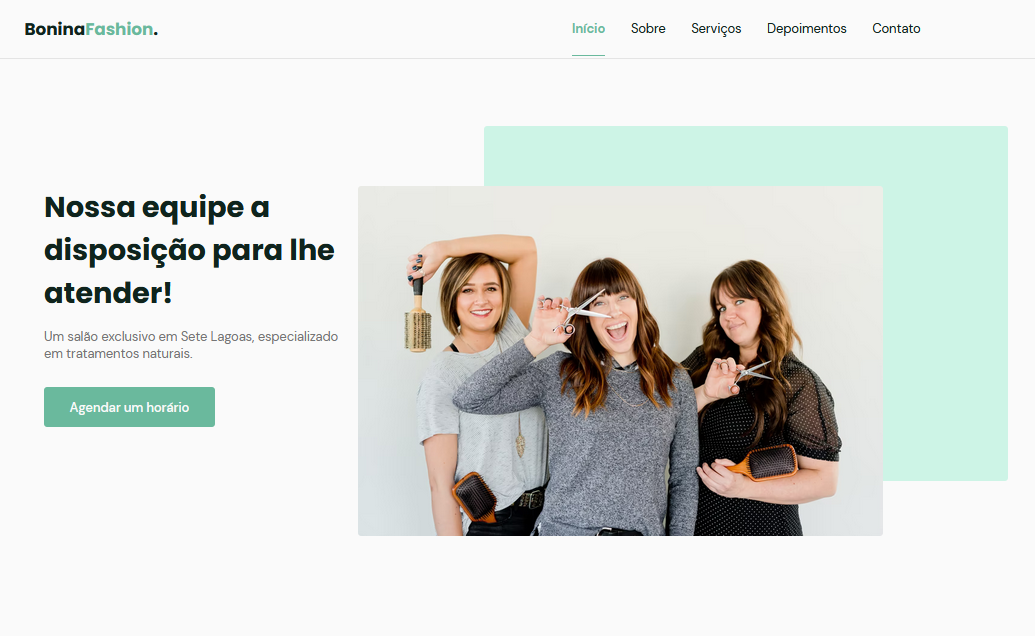 BoninaFashion.
Início Sobre Serviços Depoimentos Contato
Nossa equipe a
disposição para lhe
atender!
Um salão exclusivo em Sete Lagoas, especializado
em tratamentos naturais.
Agendar um horário